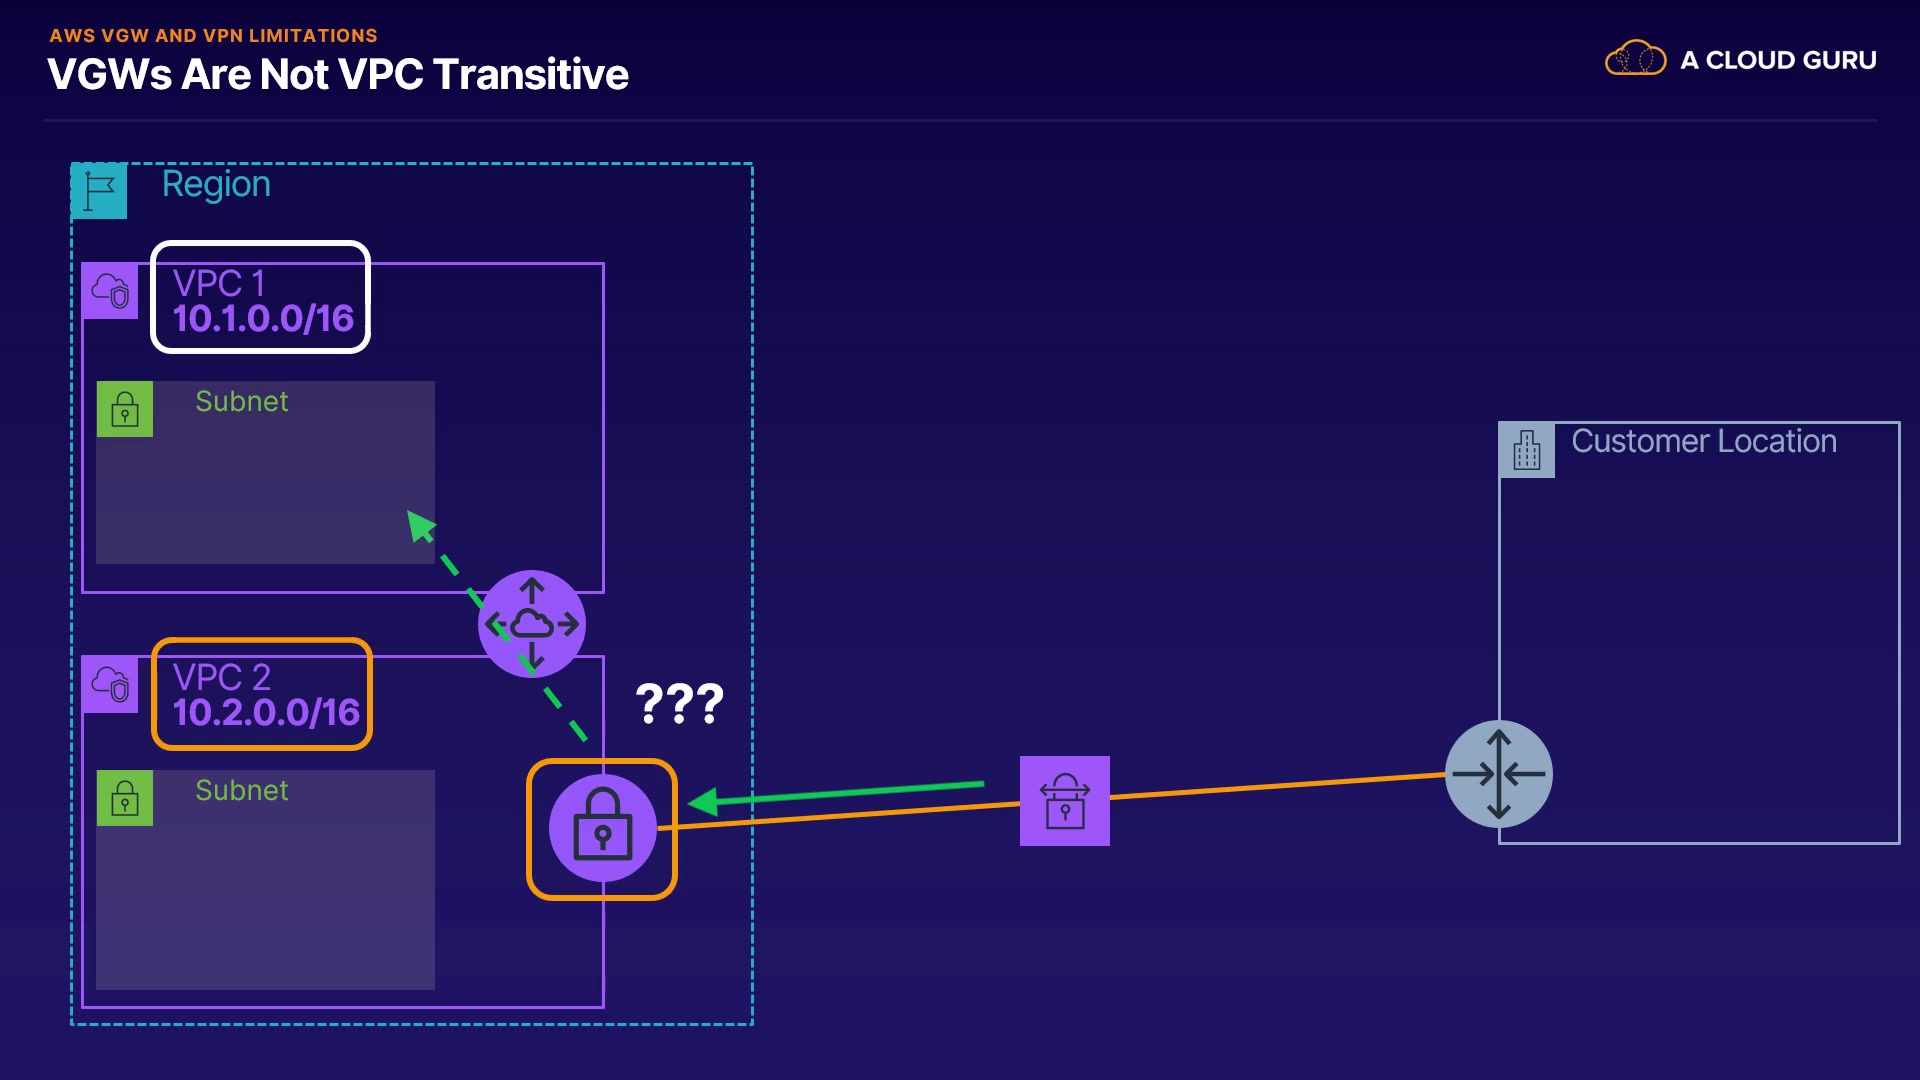 AWS VGW AND VPN LIMITATIONS
VGWs Are Not VPC Transitive
A CLOUD GURU
Region
VPC 1
10.1.0.0/16
Subnet
Customer Location
VPC 2
10.2.0.0/16
???
Subnet